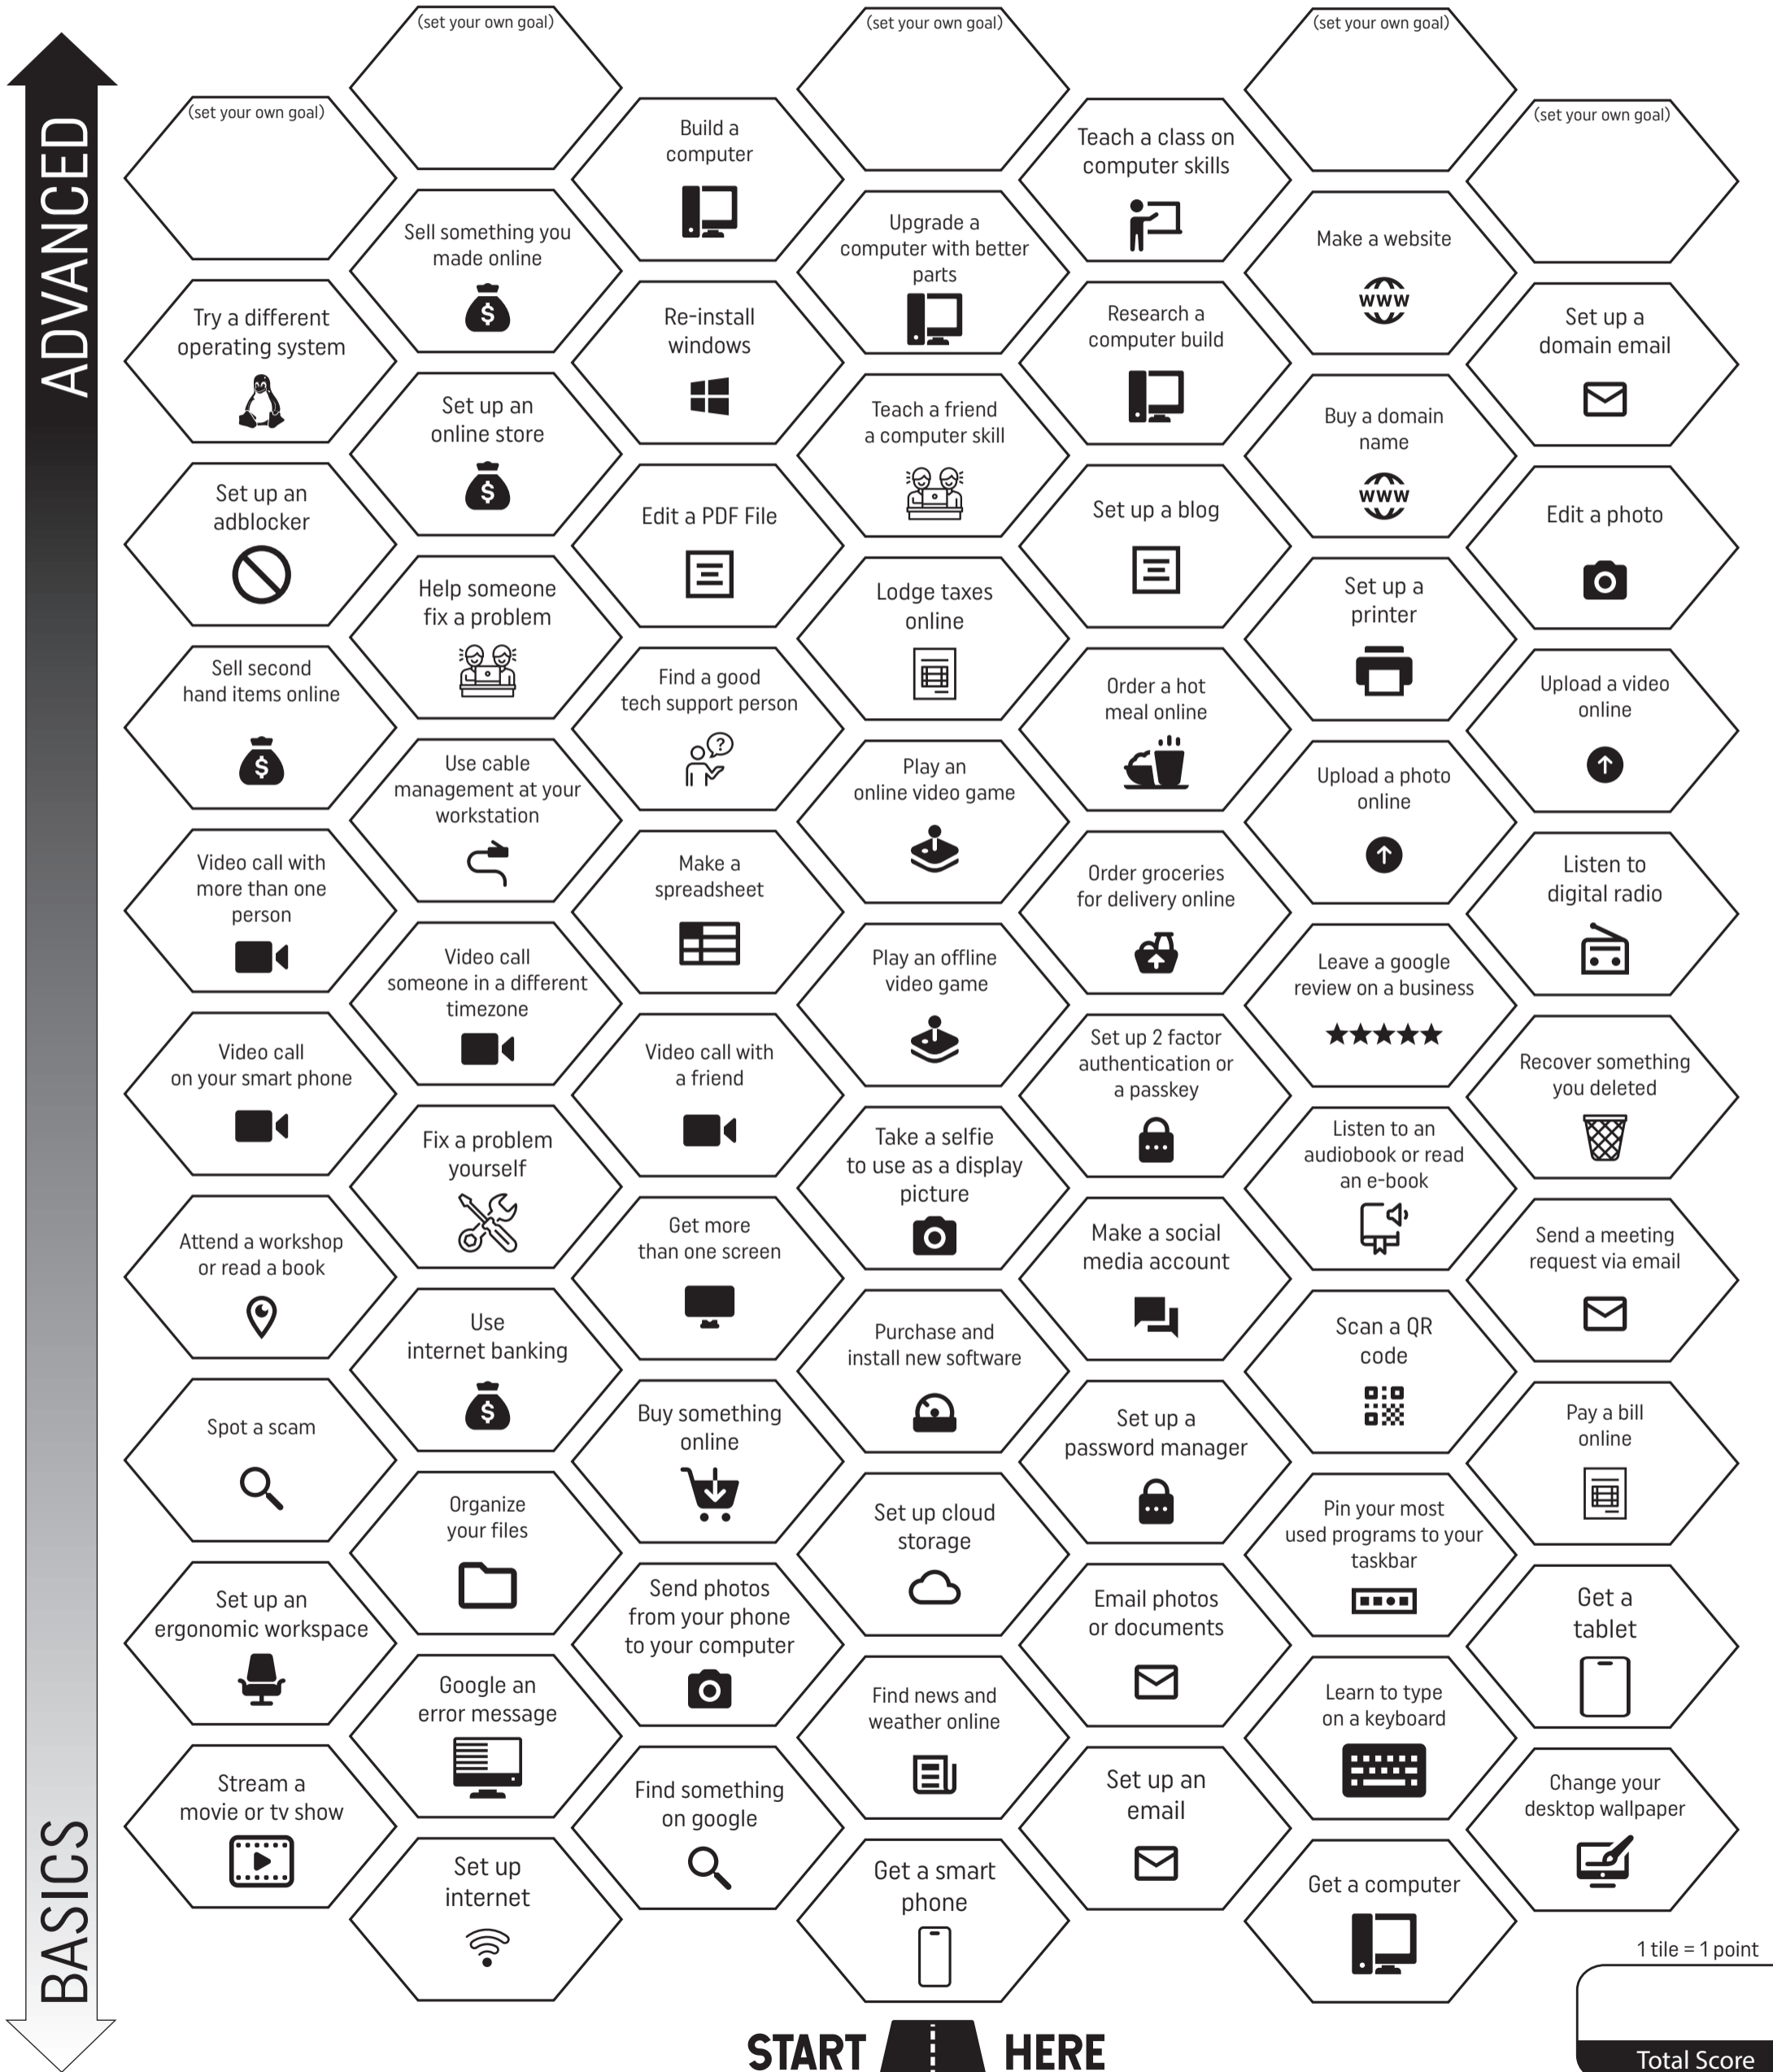 (set your own goal)
(set your own goal)
(set your own goal)
ADVANCED
(set your own goal)
(set your own goal)
Build a
computer
Teach a class on
computer skills
Sell something you
made online
Upgrade a
computer with better
parts
Make a website
WWW
Try a different
operating system
Re-install
windows
Research a
computer build
Set up a
domain email
Set up an
online store
Teach a friend
a computer skill
Buy a domain
name
WWW
Set up an
adblocker
Edit a PDF File
Set up a blog
Edit a photo
Help someone
fix a problem
Lodge taxes
online
Set up a
printer
Sell second
hand items online
Find a good
tech support person
Order a hot
meal online
Upload a video
online
Use cable
management at your
workstation
Play an
online video game
Upload a photo
online
Video call with
more than one
person
Make a
spreadsheet
Order groceries
for delivery online
Listen to
digital radio
Video call
someone in a different
timezone
Play an offline
video game
Leave a google
review on a business
Video call
on your smart phone
Video call with
a friend
Set up 2 factor
authentication or
a passkey
Recover something
you deleted
Fix a problem
yourself
Take a selfie
to use as a display
picture
Listen to an
audiobook or read
an e-book
Attend a workshop
or read a book
Get more
than one screen
Make a social
media account
Send a meeting
request via email
Use
internet banking
Purchase and
install new software
Scan a QR
code
Spot a scam
Buy something
online
Set up a
password manager
Pay a bill
online
Organize
your files
Set up cloud
storage
Pin your most
used programs to your
taskbar
Set up an
ergonomic workspace
Send photos
from your phone
to your computer
Email photos
or documents
Get a
tablet
Google an
error message
Find news and
weather online
Learn to type
on a keyboard
Stream a
movie or tv show
Find something
on google
Set up an
email
Change your
desktop wallpaper
BASICS
Set up
internet
Get a smart
phone
Get a computer
1 tile = 1 point
START HERE
Total Score